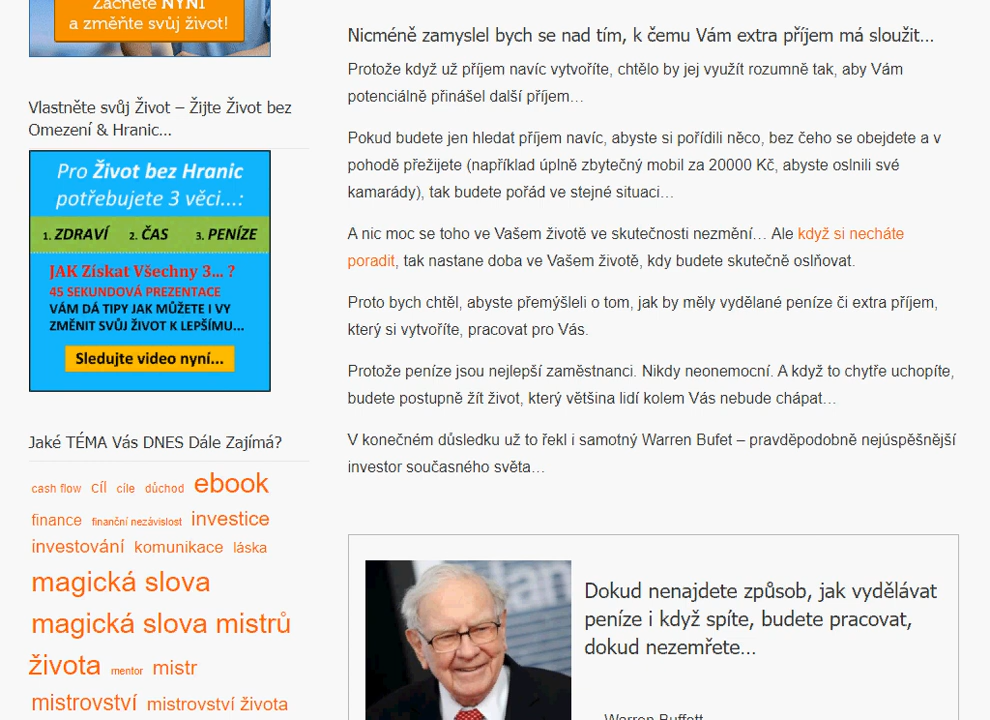 Začněte NYNÍ
a změňte svůj život!
Vlastněte svůj Život – Žijte Život bez
Omezení & Hranic...
Pro Život bez Hranic
potřebujete 3 věci...:
1. ZDRAVÍ 2. ČAS 3. PENÍZE
JAK Získat Všechny 3... ?
45 SEKUNDOVÁ PREZENTACE
VÁM DÁ TIPY JAK MŮŽETE I VY
ZMĚNIT SVŮJ ŽIVOT K LEPŠÍMU...
Sledujte video nyní...
Jaké TÉMA Vás DNES Dále Zajímá?
cash flow cíl cíle důchod ebook
finance finanční nezávislost investice
investování komunikace láska
magická slova
magická slova mistrů
života mentor mistr
mistrovství mistrovství života
Nicméně zamyslel bych se nad tím, k čemu Vám extra příjem má sloužit…
Protože když už příjem navíc vytvoříte, chtělo by jej využít rozumně tak, aby Vám
potenciálně přinášel další příjem…
Pokud budete jen hledat příjem navíc, abyste si pořídili něco, bez čeho se obejdete a v
pohodě přežijete (například úplně zbytečný mobil za 20000 Kč, abyste oslnili své
kamarády), tak budete pořád ve stejné situaci…
A nic moc se toho ve Vašem životě ve skutečnosti nezmění… Ale když si necháte
poradit, tak nastane doba ve Vašem životě, kdy budete skutečně oslňovat.
Proto bych chtěl, abyste přemýšleli o tom, jak by měly vydělané peníze či extra příjem,
který si vytvoříte, pracovat pro Vás.
Protože peníze jsou nejlepší zaměstnanci. Nikdy neonemocní. A když to chytře uchopíte,
budete postupně žít život, který většina lidí kolem Vás nebude chápat…
V konečném důsledku už to řekl i samotný Warren Bufet – pravděpodobně nejúspěšnější
investor současného světa…
Dokud nenajdete způsob, jak vydělávat
peníze i když spíte, budete pracovat,
dokud nezemřete…
Warren Buffett